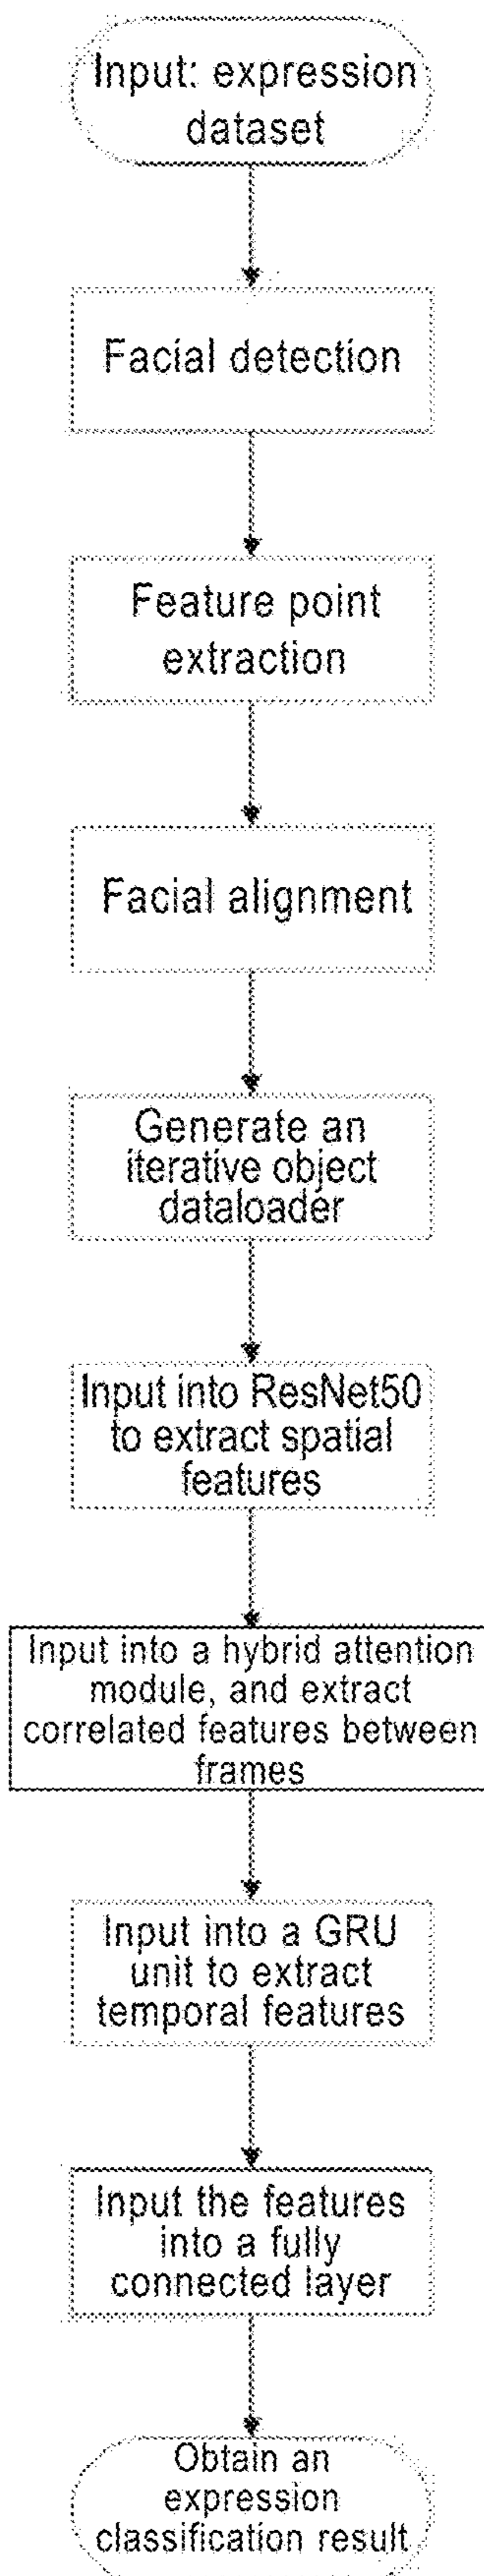 Input: expression
dataset
Facial detection
Feature point
extraction
Facial alignment
Generate an
iterative object
dataloader
Input into ResNet50
to extract spatial
features
Input into a hybrid attention
module, and extract
correlated features between
frames
Input into a GRU
unit to extract
temporal features
Input the features
into a fully
connected layer
Obtain an
expression
classification result